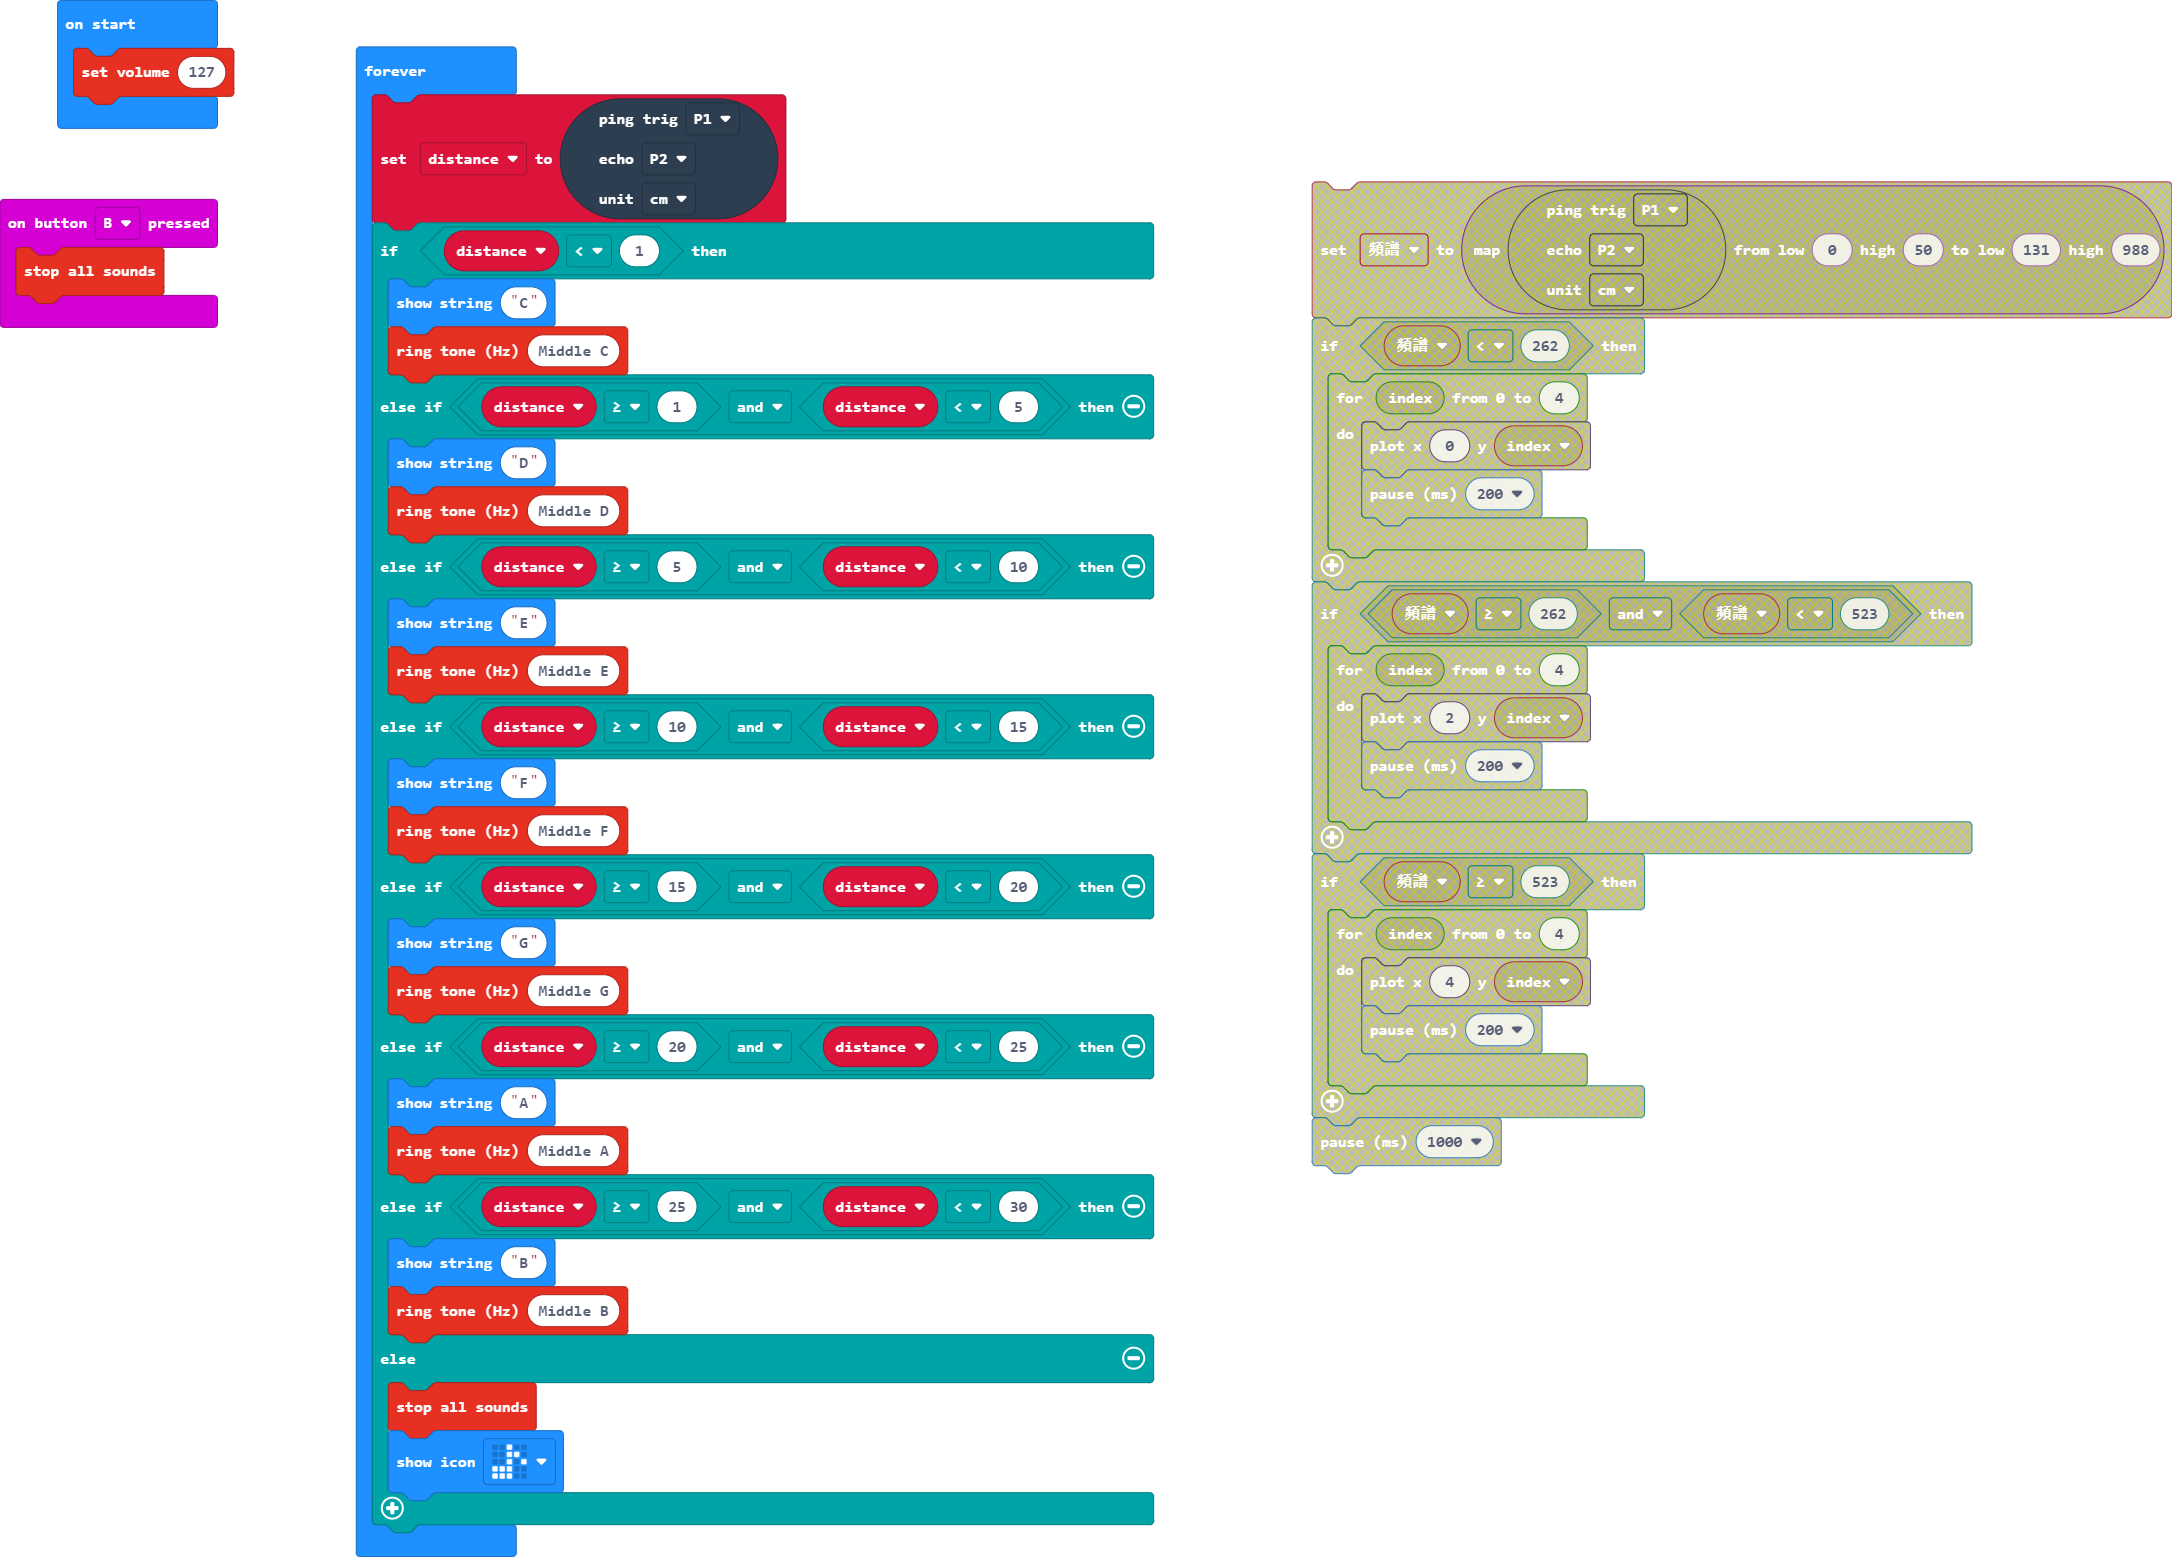 on start
set volume 127
on button B pressed
stop all sounds
forever
set distance to ping trig P1
echo P2
unit cm
if distance < 1 then
show string "C"
ring tone (Hz) Middle C
else if distance ≥ 1 and distance < 5 then
show string "D"
ring tone (Hz) Middle D
else if distance ≥ 5 and distance < 10 then
show string "E"
ring tone (Hz) Middle E
else if distance ≥ 10 and distance < 15 then
show string "F"
ring tone (Hz) Middle F
else if distance ≥ 15 and distance < 20 then
show string "G"
ring tone (Hz) Middle G
else if distance ≥ 20 and distance < 25 then
show string "A"
ring tone (Hz) Middle A
else if distance ≥ 25 and distance < 30 then
show string "B"
ring tone (Hz) Middle B
else
stop all sounds
show icon
set 頻譜 to map ping trig P1
echo P2
unit cm
from low 0 high 50 to low 131 high 988
if 頻譜 < 262 then
for index from 0 to 4
do
plot x 0 y index
pause (ms) 200
if 頻譜 ≥ 262 and 頻譜 < 523 then
for index from 0 to 4
do
plot x 2 y index
pause (ms) 200
if 頻譜 ≥ 523 then
for index from 0 to 4
do
plot x 4 y index
pause (ms) 200
pause (ms) 1000